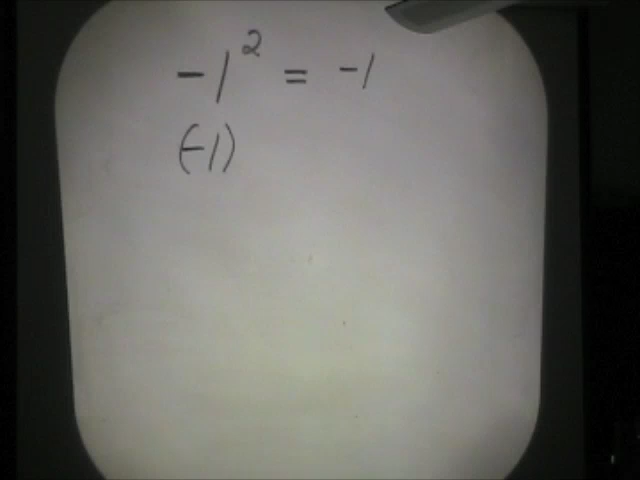 -1² = -1
(-1)